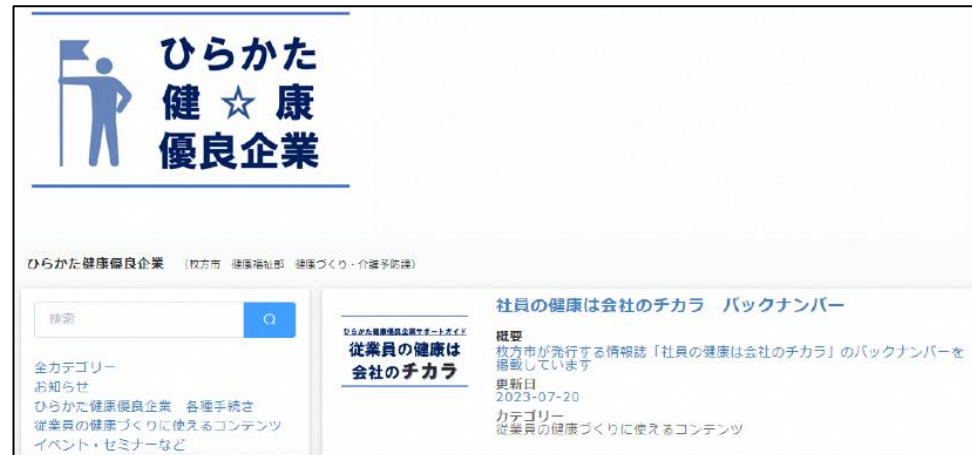 ひらかた
健☆康
優良企業
ひらかた健康優良企業 （枚方市 健康福祉部 健康づくり・介護予防課）
検索
全カテゴリー
お知らせ
ひらかた健康優良企業 各種手続き
従業員の健康づくりに使えるコンテンツ
イベント・セミナーなど
ひらかた健康優良企業サポートガイド
従業員の健康は
会社のチカラ
社員の健康は会社のチカラ バックナンバー
概要
枚方市が発行する情報誌「社員の健康は会社のチカラ」のバックナンバーを
掲載しています
更新日
2023-07-20
カテゴリー
従業員の健康づくりに使えるコンテンツ